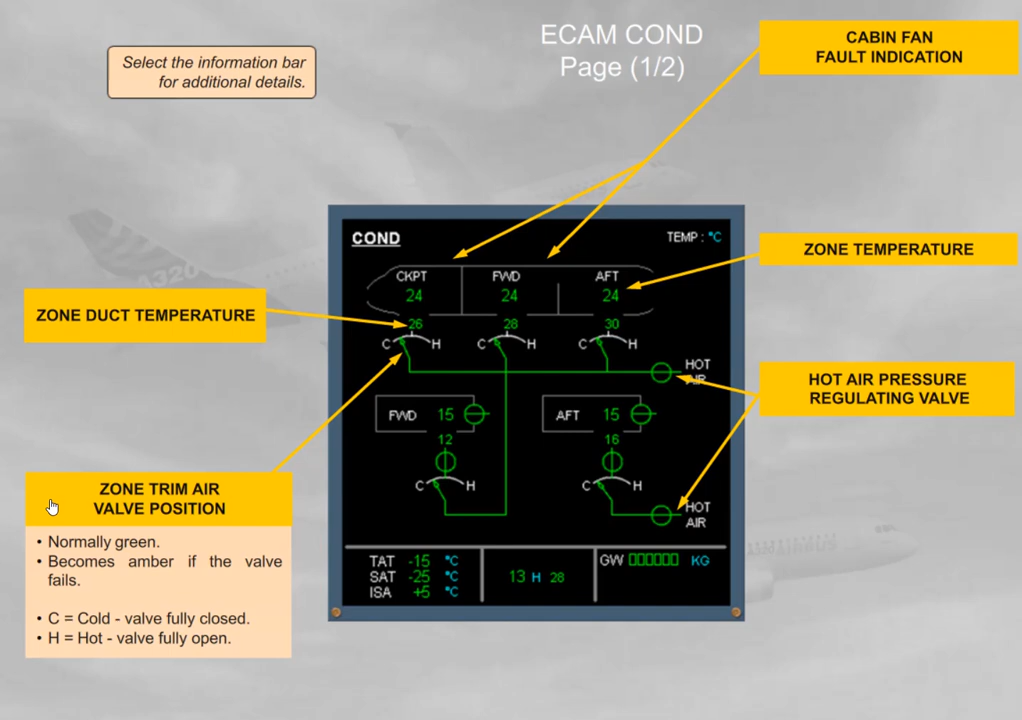 ECAM COND
Page (1/2)
Select the information bar
for additional details.
CABIN FAN
FAULT INDICATION
COND
TEMP : °C
ZONE TEMPERATURE
CKPT FWD AFT
24 24 24
ZONE DUCT TEMPERATURE
26 28 30
C H C H C H
HOT
AIR
HOT AIR PRESSURE
REGULATING VALVE
FWD 15 AFT 15
12 16
C H C H
HOT
AIR
ZONE TRIM AIR
VALVE POSITION
• Normally green.
• Becomes amber if the valve
fails.
• C = Cold - valve fully closed.
• H = Hot - valve fully open.
TAT -15 °C
SAT -25 °C
ISA +5 °C
13 H 28
GW KG
A320
AIRBUS